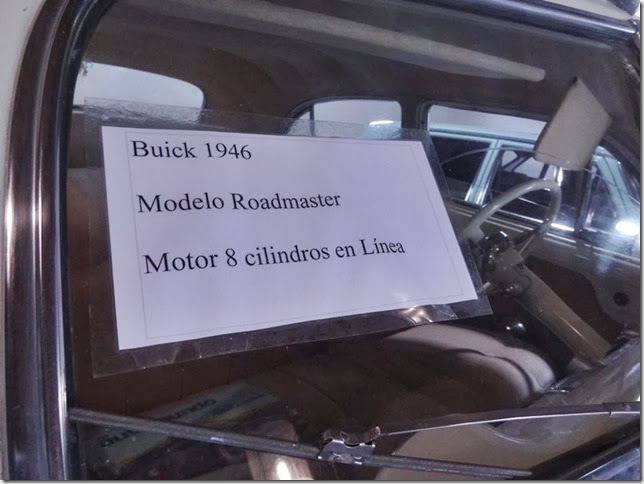 Buick 1946
Modelo Roadmaster
Motor 8 cilindros en Línea